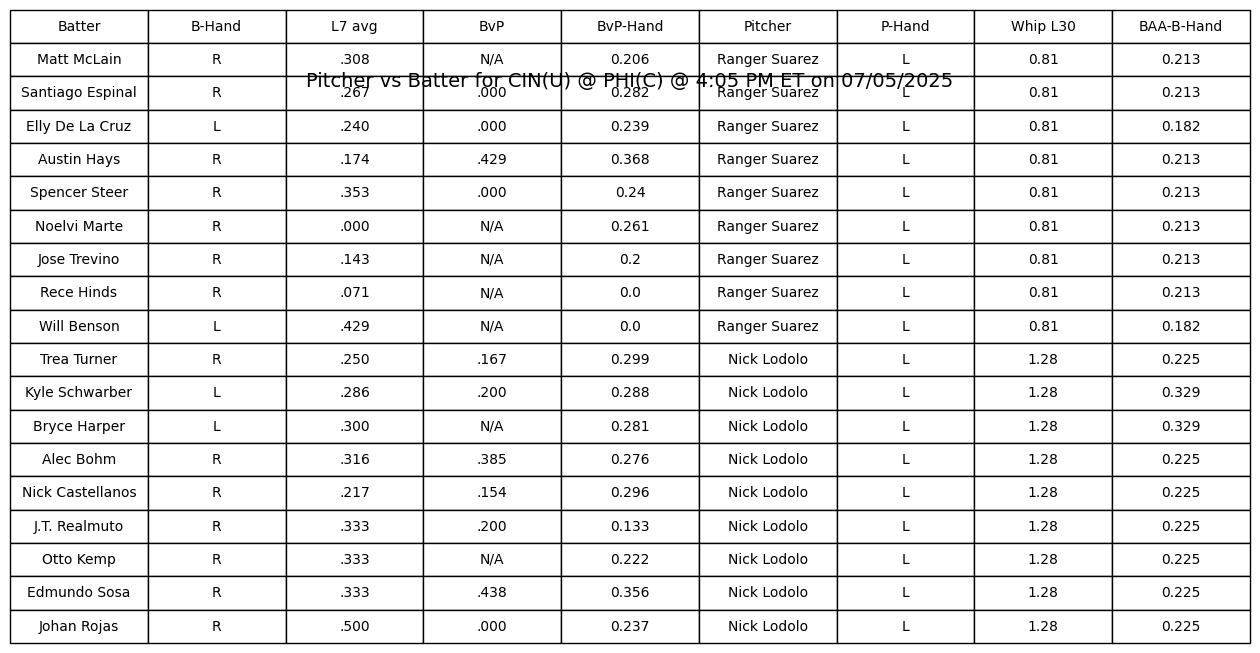 Batter B-Hand L7 avg BvP BvP-Hand Pitcher P-Hand Whip L30 BAA-B-Hand
Matt McLain R .308 N/A 0.206 Ranger Suarez L 0.81 0.213
Pitcher vs Batter for CIN(U) @ PHI(C) @ 4:05 PM ET on 07/05/2025
Santiago Espinal R .267 .000 0.282 Ranger Suarez L 0.81 0.213
Elly De La Cruz L .240 .000 0.239 Ranger Suarez L 0.81 0.182
Austin Hays R .174 .429 0.368 Ranger Suarez L 0.81 0.213
Spencer Steer R .353 .000 0.24 Ranger Suarez L 0.81 0.213
Noelvi Marte R .000 N/A 0.261 Ranger Suarez L 0.81 0.213
Jose Trevino R .143 N/A 0.2 Ranger Suarez L 0.81 0.213
Rece Hinds R .071 N/A 0.0 Ranger Suarez L 0.81 0.213
Will Benson L .429 N/A 0.0 Ranger Suarez L 0.81 0.182
Trea Turner R .250 .167 0.299 Nick Lodolo L 1.28 0.225
Kyle Schwarber L .286 .200 0.288 Nick Lodolo L 1.28 0.329
Bryce Harper L .300 N/A 0.281 Nick Lodolo L 1.28 0.329
Alec Bohm R .316 .385 0.276 Nick Lodolo L 1.28 0.225
Nick Castellanos R .217 .154 0.296 Nick Lodolo L 1.28 0.225
J.T. Realmuto R .333 .200 0.133 Nick Lodolo L 1.28 0.225
Otto Kemp R .333 N/A 0.222 Nick Lodolo L 1.28 0.225
Edmundo Sosa R .333 .438 0.356 Nick Lodolo L 1.28 0.225
Johan Rojas R .500 .000 0.237 Nick Lodolo L 1.28 0.225